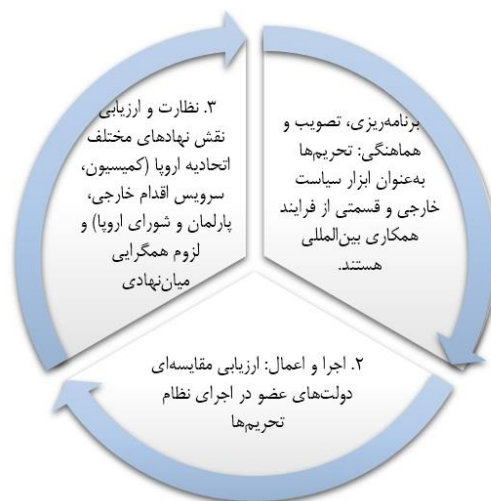 برنامه‌ریزی، تصویب و
هماهنگی: تحریم‌ها
به‌عنوان ابزار سیاست
خارجی و قسمتی از فرایند
همکاری بین‌المللی
هستند.
۲. اجرا و اعمال: ارزیابی مقایسه‌ای
دولت‌های عضو در اجرای نظام
تحریم‌ها
۳. نظارت و ارزیابی
نقش نهادهای مختلف
اتحادیه اروپا (کمیسیون،
سرویس اقدام خارجی،
پارلمان و شورای اروپا) و
لزوم همگرایی
میان‌نهادی